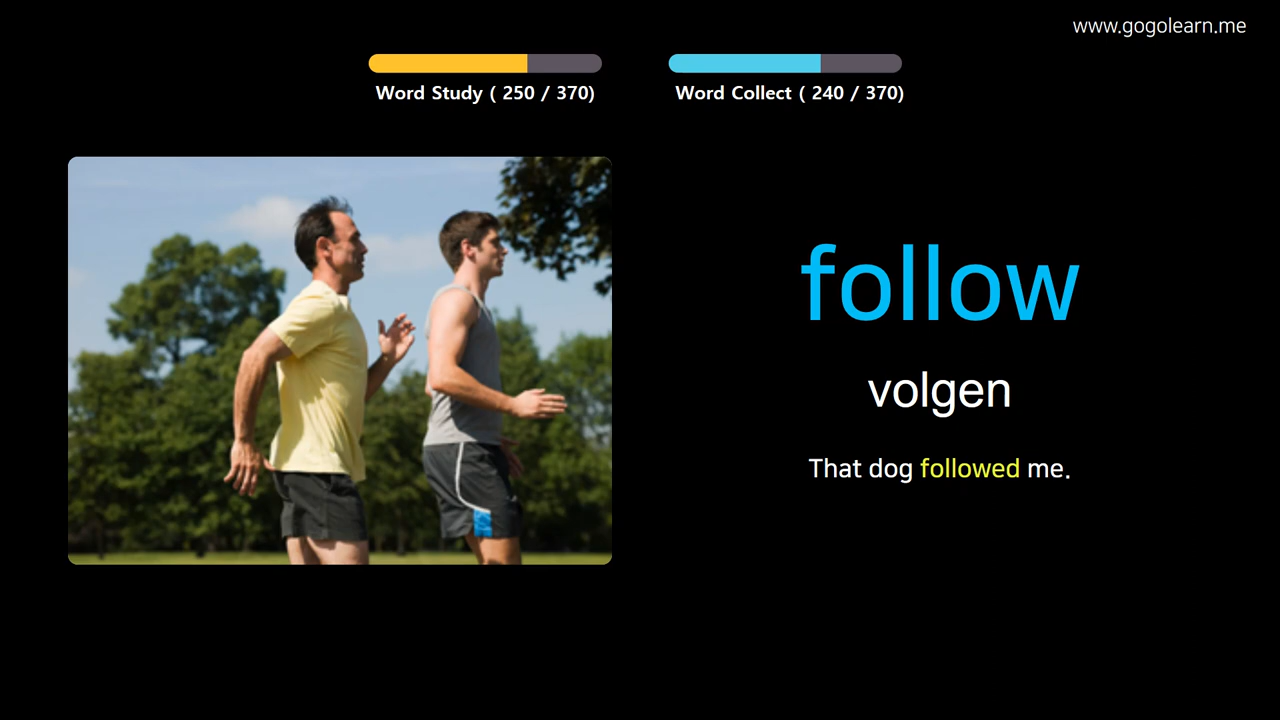 www.gogolearn.me
Word Study ( 250 / 370)
Word Collect ( 240 / 370)
follow
volgen
That dog followed me.